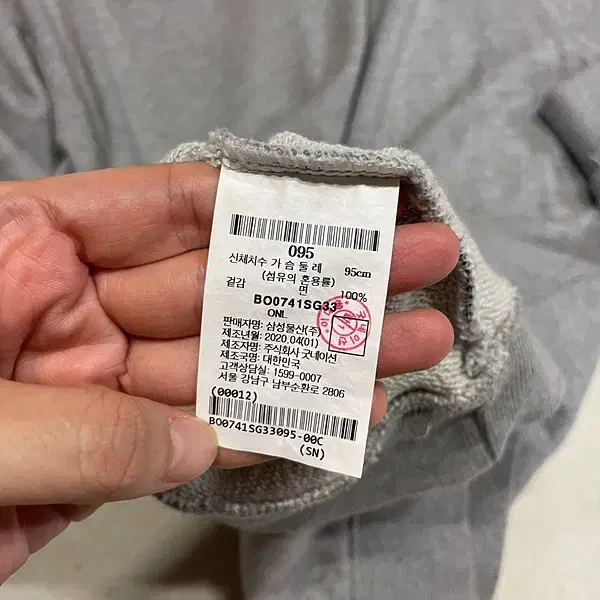 095
신체치수 가 슴 둘 레 95cm
(섬유의 혼용률)
겉감 면 100%
BO0741SG33
ONL
판매자명: 삼성물산(주)
제조년월: 2020.04(01)
제조자명: 주식회사 굿네이션
제조국명: 대한민국
고객상담실: 1599-0007
서울 강남구 남부순환로 2806
(00012)
BO0741SG33095-00C
(SN)